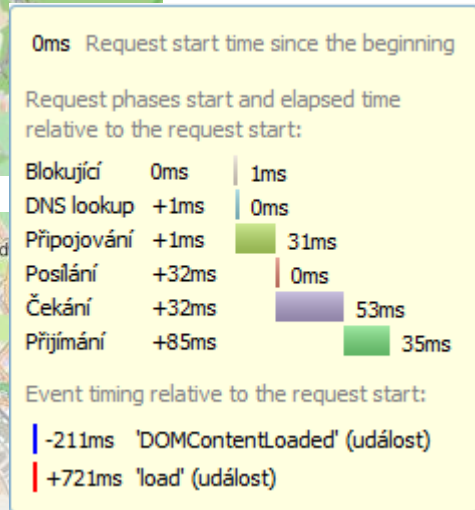 0ms Request start time since the beginning
Request phases start and elapsed time
relative to the request start:
Blokující 0ms 1ms
DNS lookup +1ms 0ms
Připojování +1ms 31ms
Posílání +32ms 0ms
Čekání +32ms 53ms
Přijímání +85ms 35ms
Event timing relative to the request start:
-211ms 'DOMContentLoaded' (událost)
+721ms 'load' (událost)